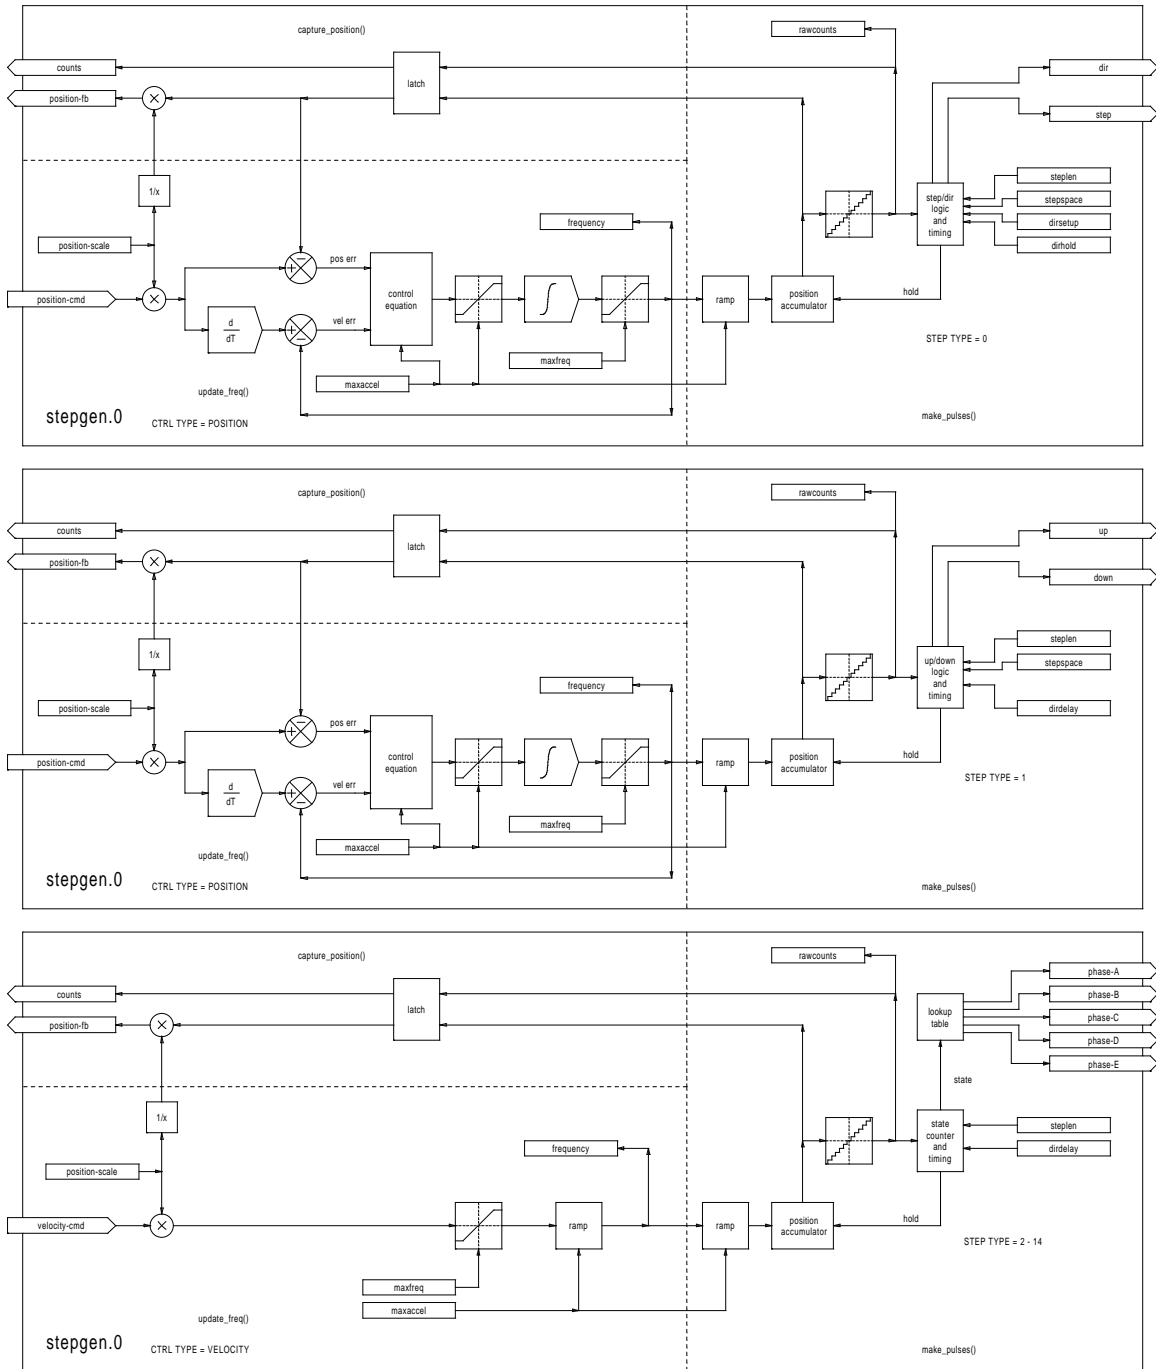 capture_position()
rawcounts
counts
dir
latch
position-fb
step
1/x
steplen
step/dir
logic
and
timing
stepspace
frequency
dirsetup
position-scale
dirhold
pos err
position-cmd
control
equation
ramp
position
accumulator
hold
d
dT
vel err
STEP TYPE = 0
maxfreq
maxaccel
update_freq()
stepgen.0
CTRL TYPE = POSITION
make_pulses()
capture_position()
rawcounts
counts
up
latch
position-fb
down
1/x
steplen
up/down
logic
and
timing
stepspace
frequency
position-scale
dirdelay
pos err
position-cmd
control
equation
ramp
position
accumulator
hold
d
dT
vel err
STEP TYPE = 1
maxfreq
maxaccel
update_freq()
stepgen.0
CTRL TYPE = POSITION
make_pulses()
capture_position()
rawcounts
phase-A
counts
phase-B
latch
lookup
table
phase-C
position-fb
phase-D
phase-E
state
1/x
state
counter
and
timing
steplen
frequency
dirdelay
position-scale
velocity-cmd
ramp
ramp
position
accumulator
hold
STEP TYPE = 2 - 14
maxfreq
maxaccel
update_freq()
stepgen.0
CTRL TYPE = VELOCITY
make_pulses()